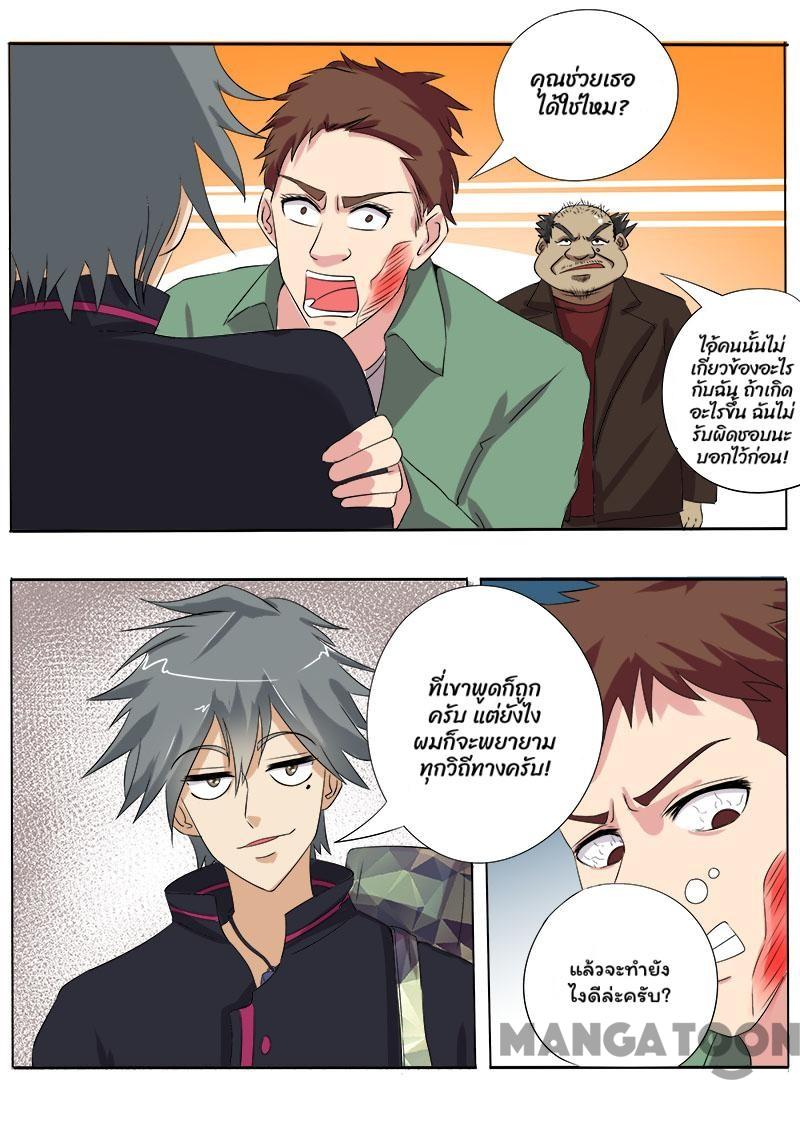 คุณช่วยเธอ
ได้ใช่ไหม?
ไอ้คนนั้นไม่
เกี่ยวข้องอะไร
กับฉัน ถ้าเกิด
อะไรขึ้น ฉันไม่
รับผิดชอบนะ
บอกไว้ก่อน!
ที่เขาพูดก็ถูก
ครับ แต่ยังไง
ผมก็จะพยายาม
ทุกวิถีทางครับ!
แล้วจะทำยัง
ไงดีล่ะครับ?
MANGATOON